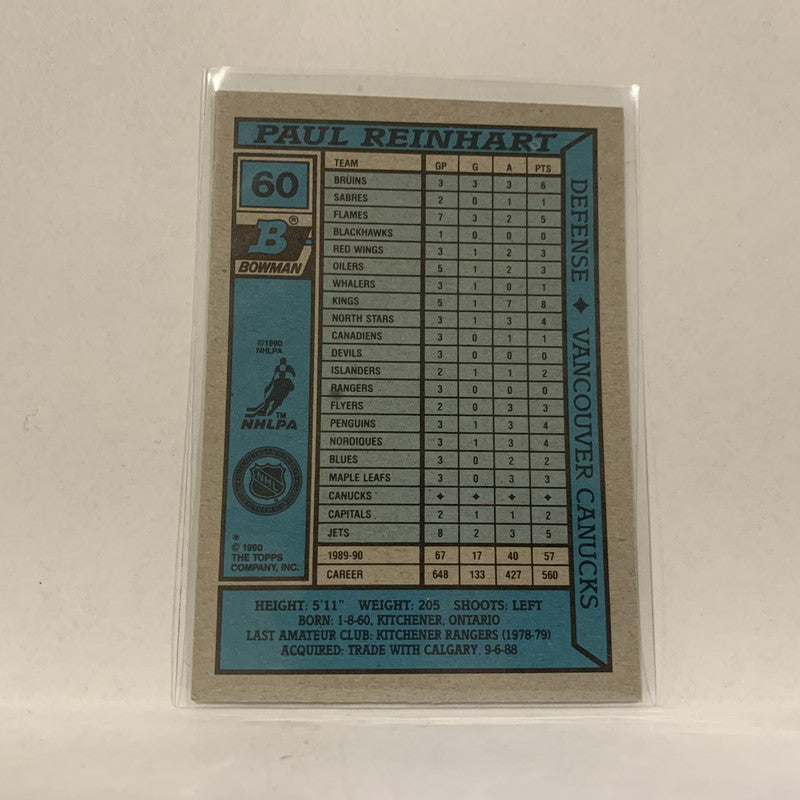 PAUL REINHART
60
B®
BOWMAN
©1990
NHLPA
TM
NHLPA
NHL
*
© 1990
THE TOPPS
COMPANY, INC.
TEAM GP G A PTS
BRUINS 3 3 3 6
SABRES 2 0 1 1
FLAMES 7 3 2 5
BLACKHAWKS 1 0 0 0
RED WINGS 3 1 2 3
OILERS 5 1 2 3
WHALERS 3 1 0 1
KINGS 5 1 7 8
NORTH STARS 3 1 3 4
CANADIENS 3 0 0 0
DEVILS 3 0 0 0
ISLANDERS 2 1 1 2
RANGERS 3 0 0 0
FLYERS 2 0 3 3
PENGUINS 3 1 3 4
NORDIQUES 3 1 3 4
BLUES 3 0 2 2
MAPLE LEAFS 3 0 3 3
CANUCKS ✦ ✦ ✦ ✦
CAPITALS 2 1 1 2
JETS 8 2 3 5
1989-90 67 17 40 57
CAREER 648 133 427 560
DEFENSE ✦ VANCOUVER CANUCKS
HEIGHT: 5'11" WEIGHT: 205 SHOOTS: LEFT
BORN: 1-8-60, KITCHENER, ONTARIO
LAST AMATEUR CLUB: KITCHENER RANGERS (1978-79)
ACQUIRED: TRADE WITH CALGARY, 9-6-88